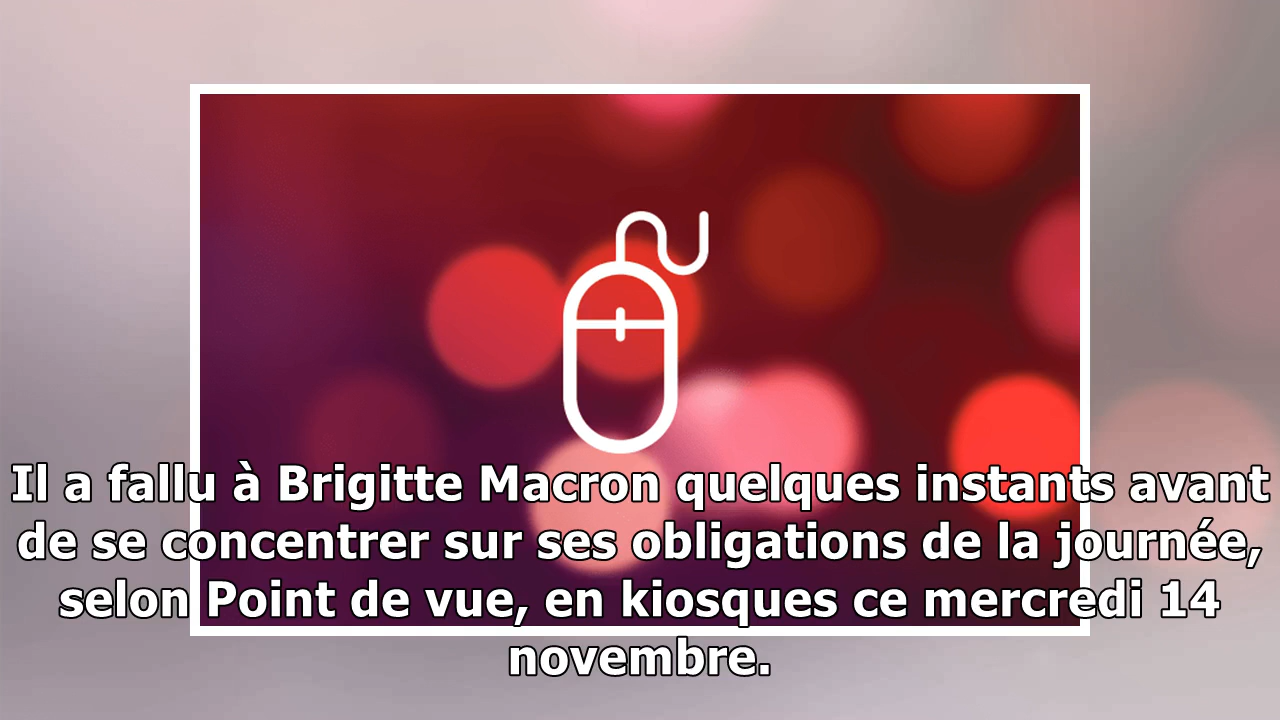 Il a fallu à Brigitte Macron quelques instants avant
de se concentrer sur ses obligations de la journée,
selon Point de vue, en kiosques ce mercredi 14
novembre.